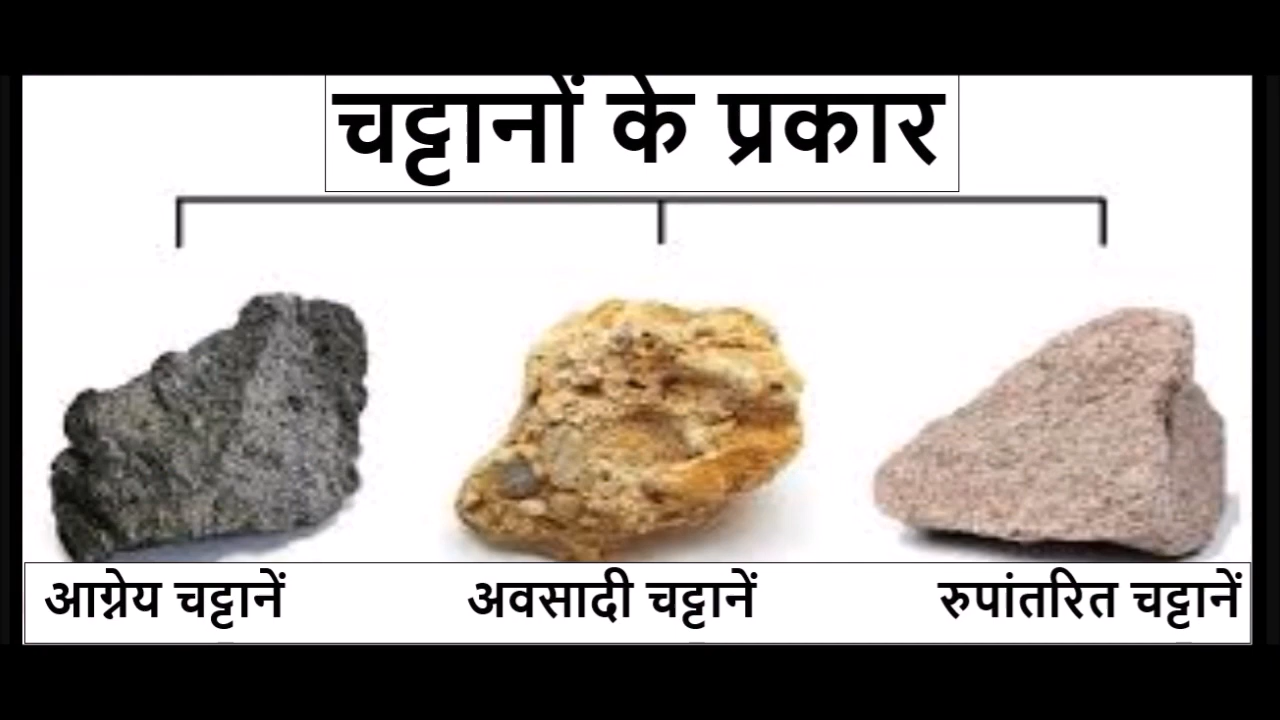 चट्टानों के प्रकार
आग्नेय चट्टानें अवसादी चट्टानें रुपांतरित चट्टानें